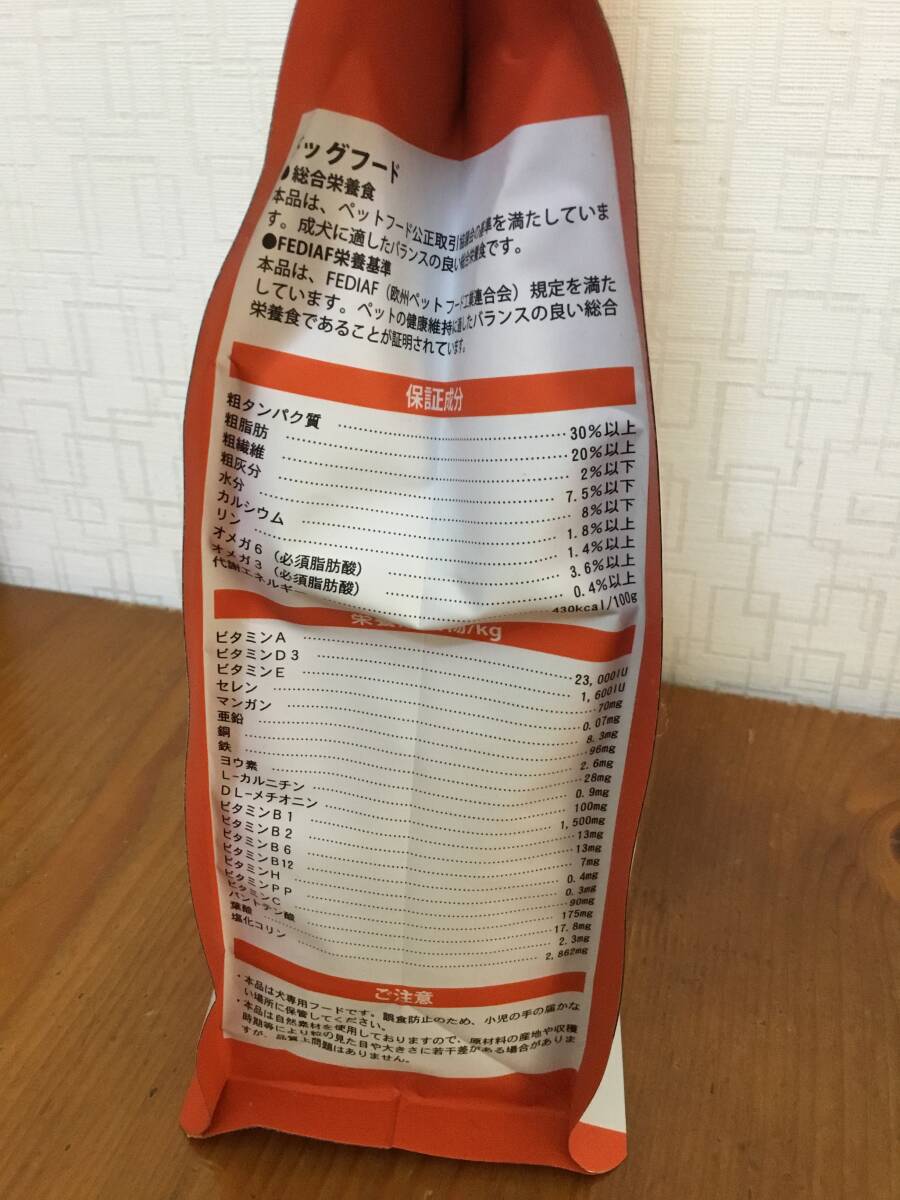 ッグフード
●総合栄養食
本品は、ペットフード公正取引協議会の基準を満たしていま
す。成犬に適したバランスの良い総合栄養食です。
●FEDIAF栄養基準
本品は、FEDIAF（欧州ペットフード工業連合会）規定を満た
しています。ペットの健康維持に適したバランスの良い総合
栄養食であることが証明されています。
保証成分
粗タンパク質 30%以上
粗脂肪 20%以上
粗繊維 2%以下
粗灰分 7.5%以下
水分 8%以下
カルシウム 1.8%以上
リン 1.4%以上
オメガ6（必須脂肪酸） 3.6%以上
オメガ3（必須脂肪酸） 0.4%以上
代謝エネルギー 430kcal/100g
/kg
ビタミンA 23,000IU
ビタミンD3 1,600IU
ビタミンE 70mg
セレン 0.07mg
マンガン 8.3mg
亜鉛 96mg
銅 2.6mg
鉄 28mg
ヨウ素 0.9mg
L-カルニチン 100mg
DL-メチオニン 1,500mg
ビタミンB1 13mg
ビタミンB2 13mg
ビタミンB6 7mg
ビタミンB12 0.4mg
ビタミンH 0.3mg
ビタミンPP 90mg
ビタミンC 175mg
パントテン酸 17.8mg
葉酸 2.3mg
塩化コリン 2,862mg
ご注意
・本品は犬専用フードです。誤食防止のため、小児の手の届かな
い場所に保管してください。
・本品は自然素材を使用しておりますので、原材料の産地や収穫
時期等により粒の見た目や大きさに若干差がある場合がありま
すが、品質上問題はありません。